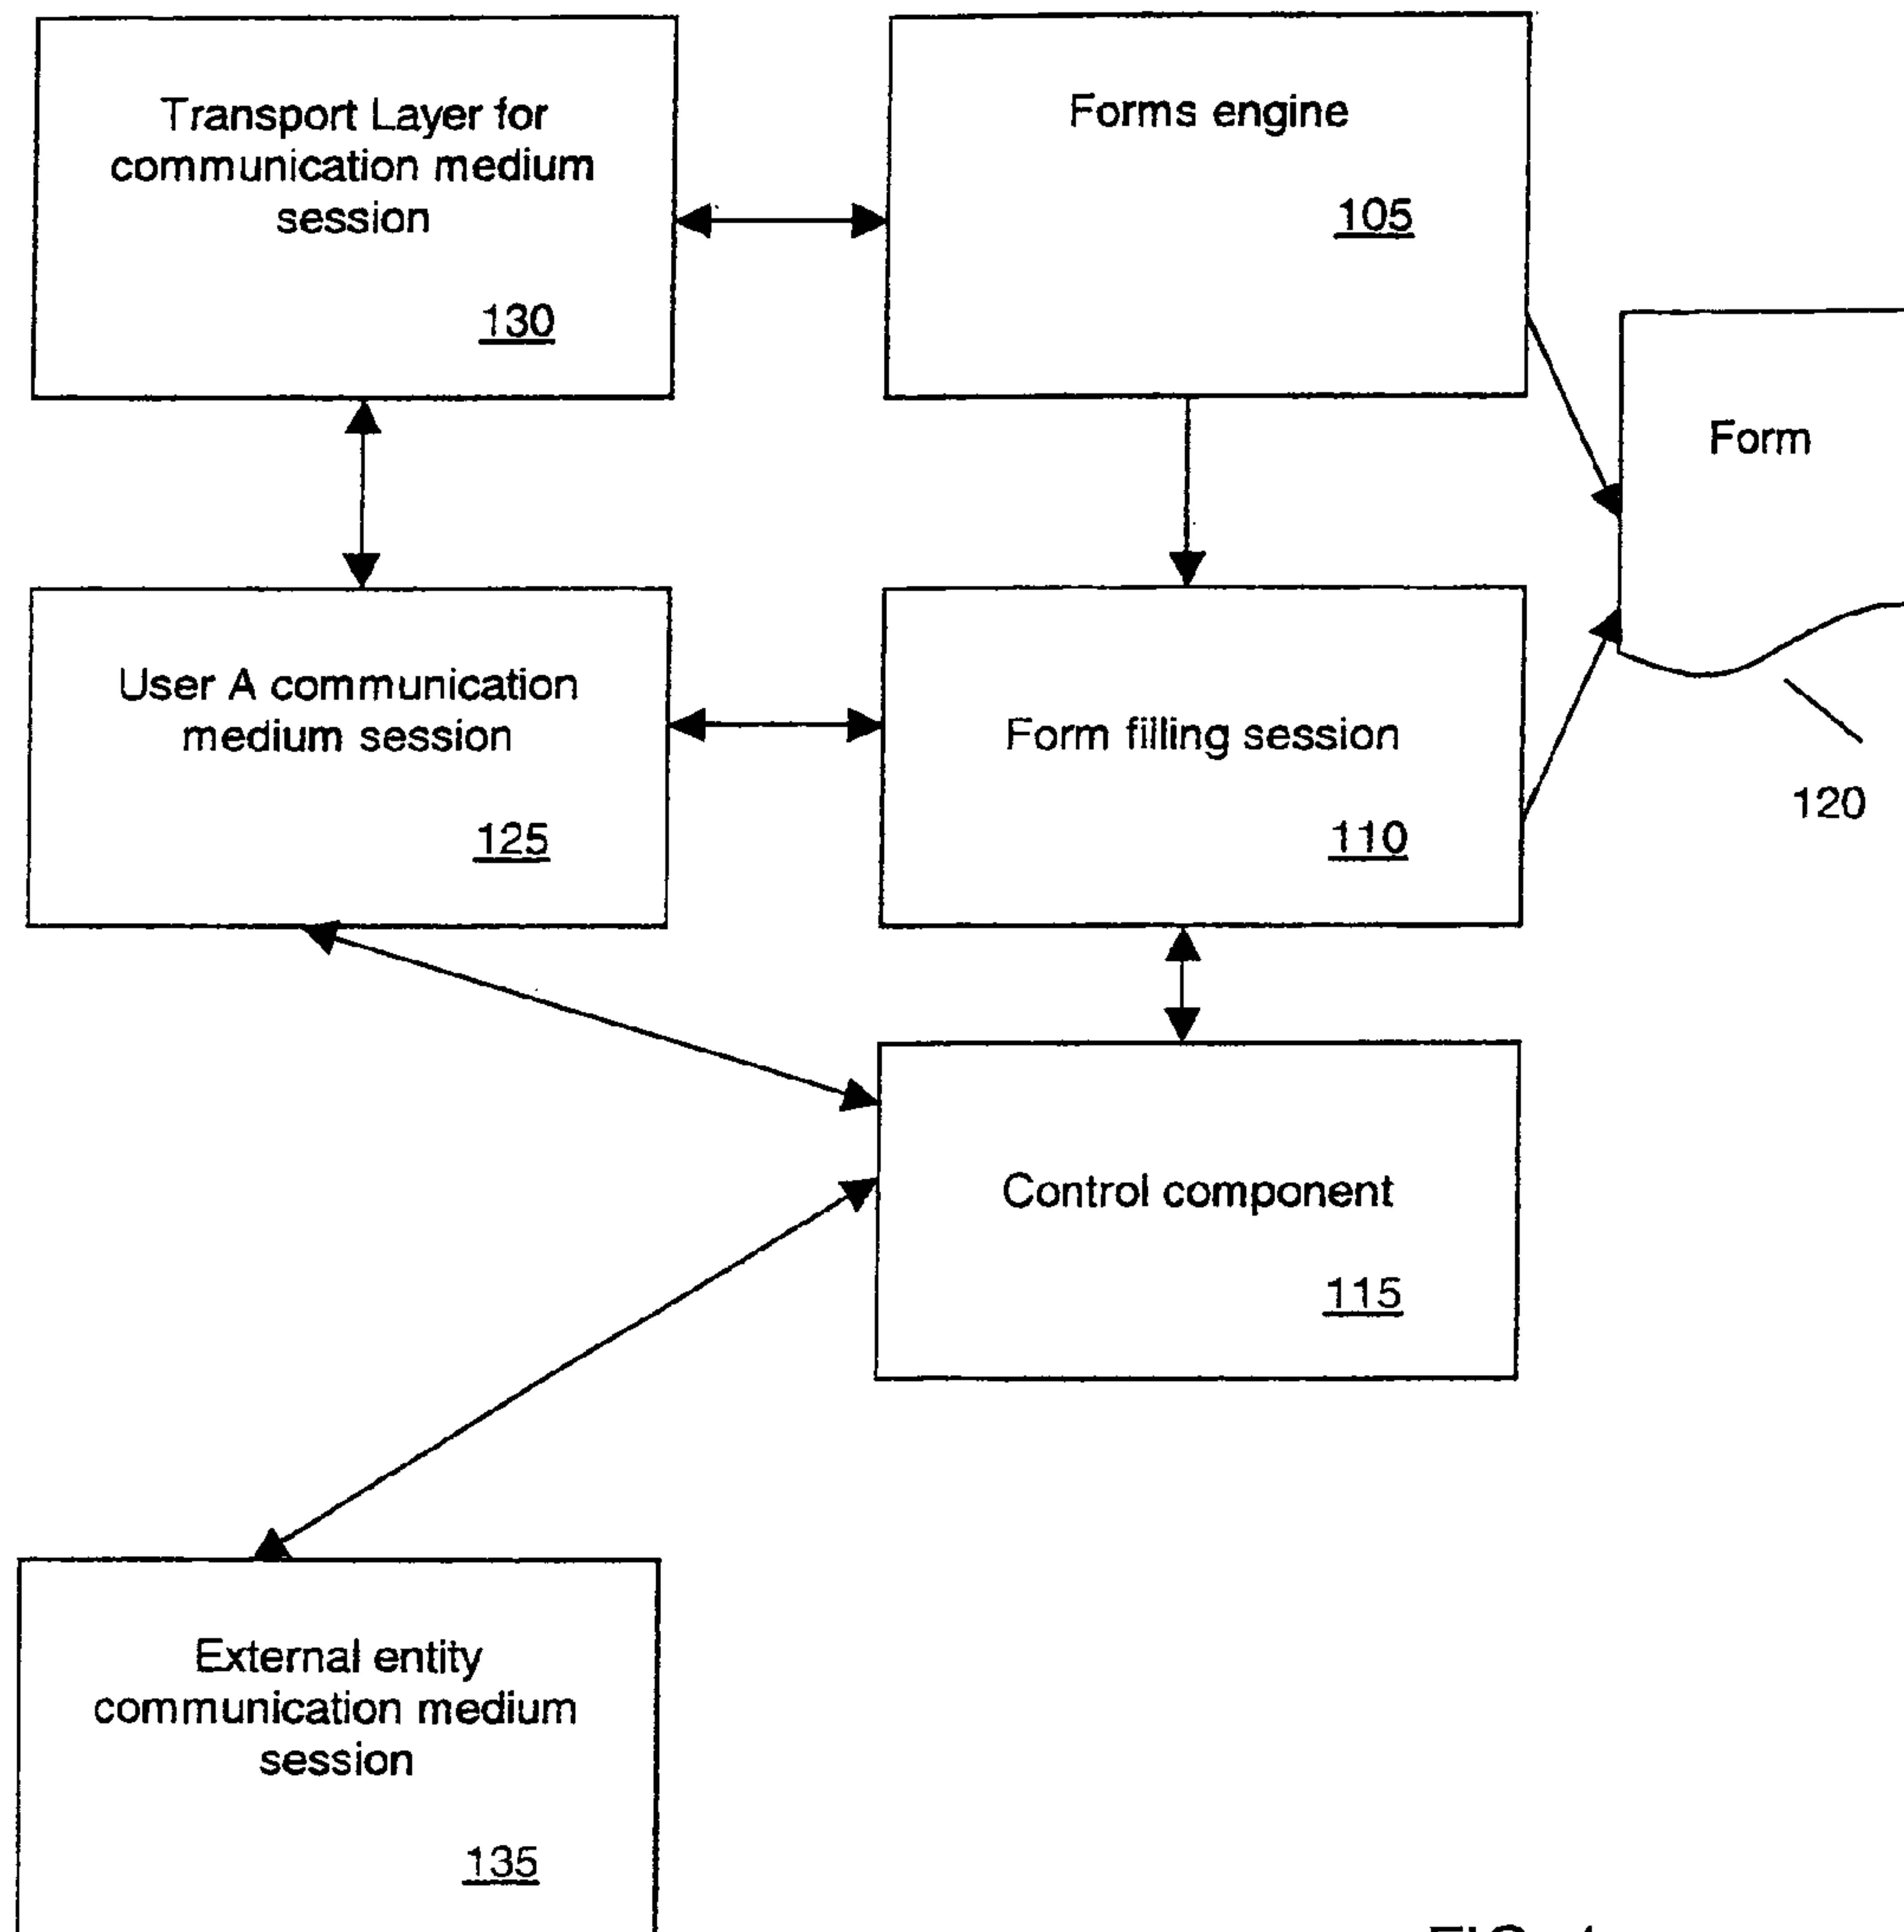 Transport Layer for
communication medium
session
130
Forms engine
105
Form
120
User A communication
medium session
125
Form filling session
110
Control component
115
External entity
communication medium
session
135